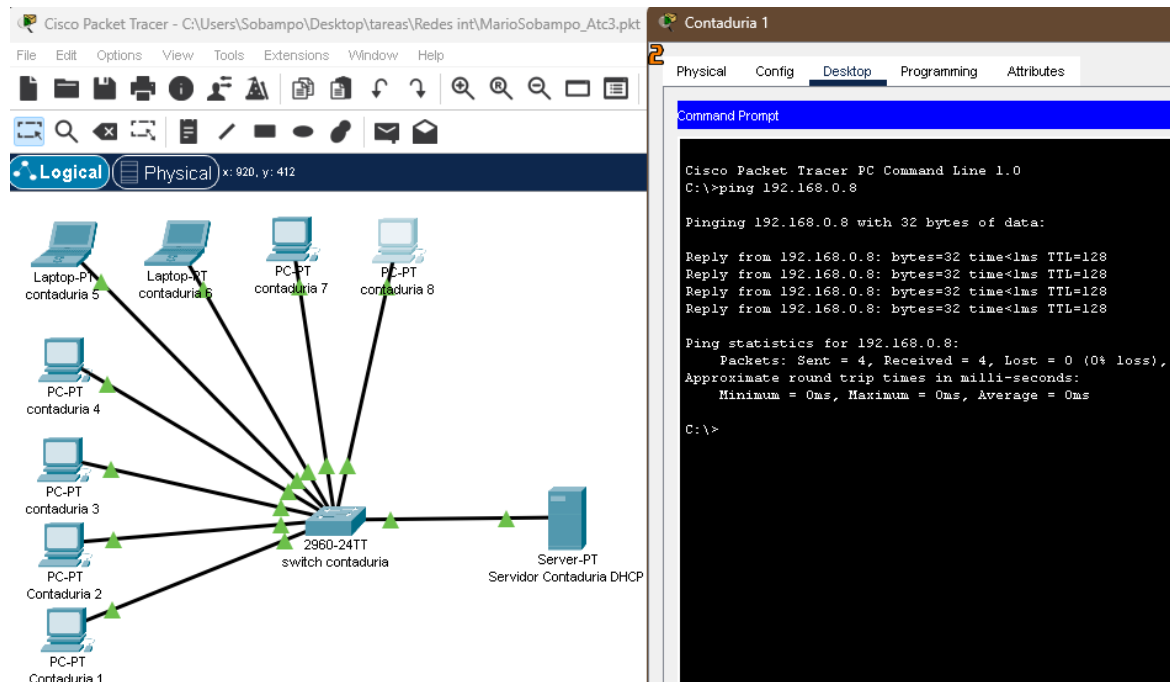 Cisco Packet Tracer - C:\Users\Sobampo\Desktop\tareas\Redes int\MarioSobampo_Atc3.pkt
File Edit Options View Tools Extensions Window Help
Logical Physical x: 920, y: 412
Laptop-PT
contaduria 5
Laptop-PT
contaduria 6
PC-PT
contaduria 7
PC-PT
contaduria 8
PC-PT
contaduria 4
PC-PT
contaduria 3
PC-PT
Contaduria 2
PC-PT
Contaduria 1
2960-24TT
switch contaduria
Server-PT
Servidor Contaduria DHCP
Contaduria 1
2
Physical Config Desktop Programming Attributes
Command Prompt
Cisco Packet Tracer PC Command Line 1.0
C:\>ping 192.168.0.8
Pinging 192.168.0.8 with 32 bytes of data:
Reply from 192.168.0.8: bytes=32 time<1ms TTL=128
Reply from 192.168.0.8: bytes=32 time<1ms TTL=128
Reply from 192.168.0.8: bytes=32 time<1ms TTL=128
Reply from 192.168.0.8: bytes=32 time<1ms TTL=128
Ping statistics for 192.168.0.8:
Packets: Sent = 4, Received = 4, Lost = 0 (0% loss),
Approximate round trip times in milli-seconds:
Minimum = 0ms, Maximum = 0ms, Average = 0ms
C:\>